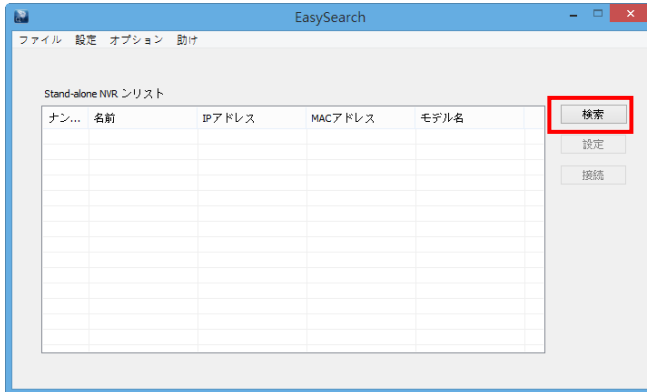 EasySearch
ファイル 設定 オプション 助け
Stand-alone NVR ンリスト
ナン... 名前 IPアドレス MACアドレス モデル名
検索
設定
接続